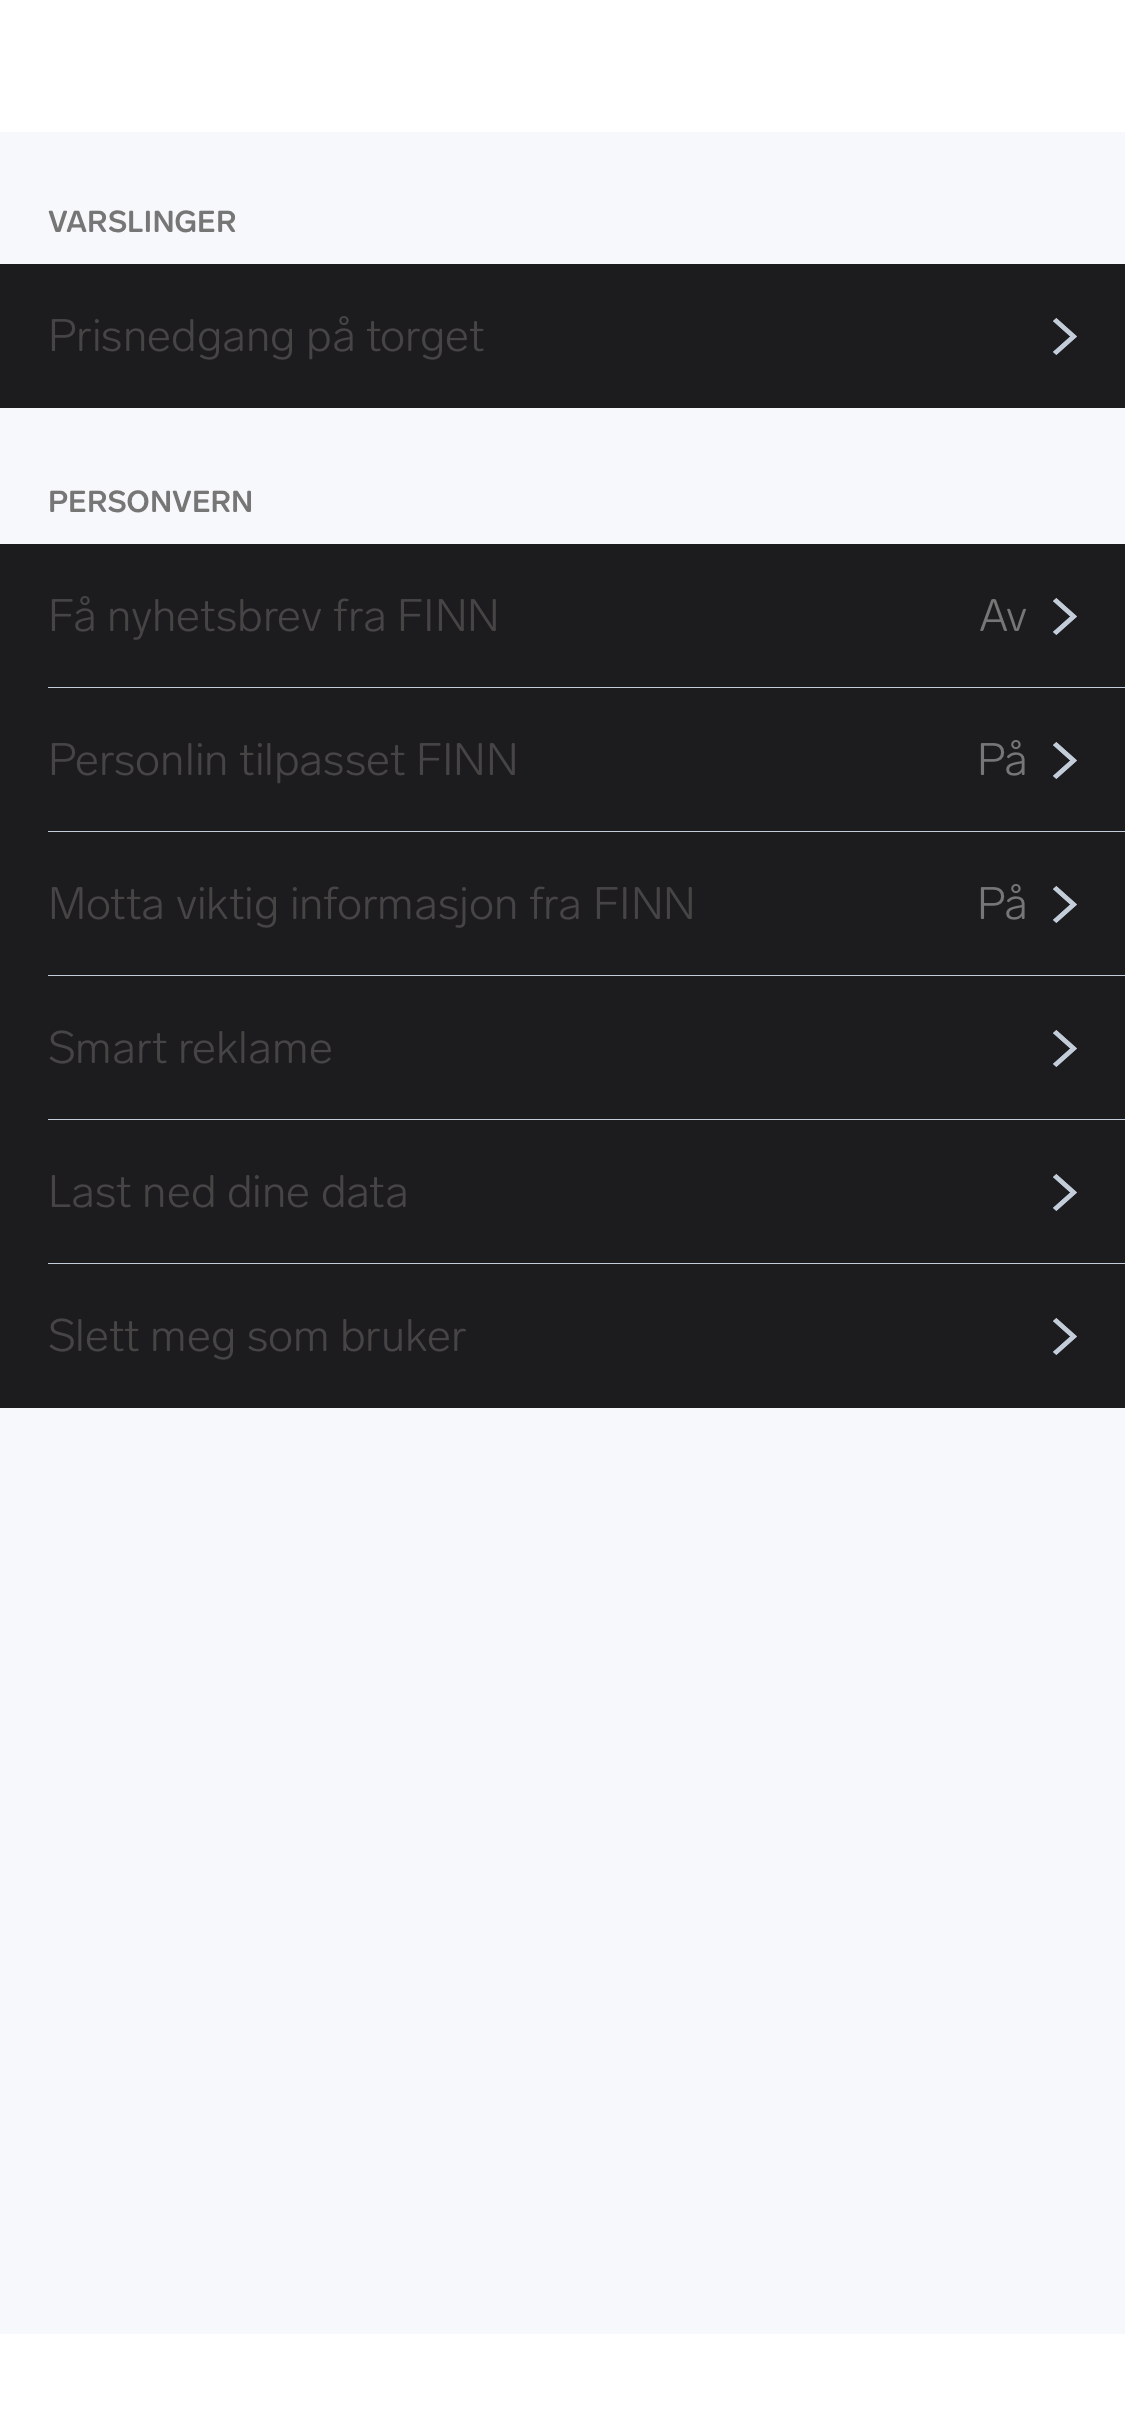 VARSLINGER
Prisnedgang på torget
PERSONVERN
Få nyhetsbrev fra FINN Av
Personlin tilpasset FINN På
Motta viktig informasjon fra FINN På
Smart reklame
Last ned dine data
Slett meg som bruker